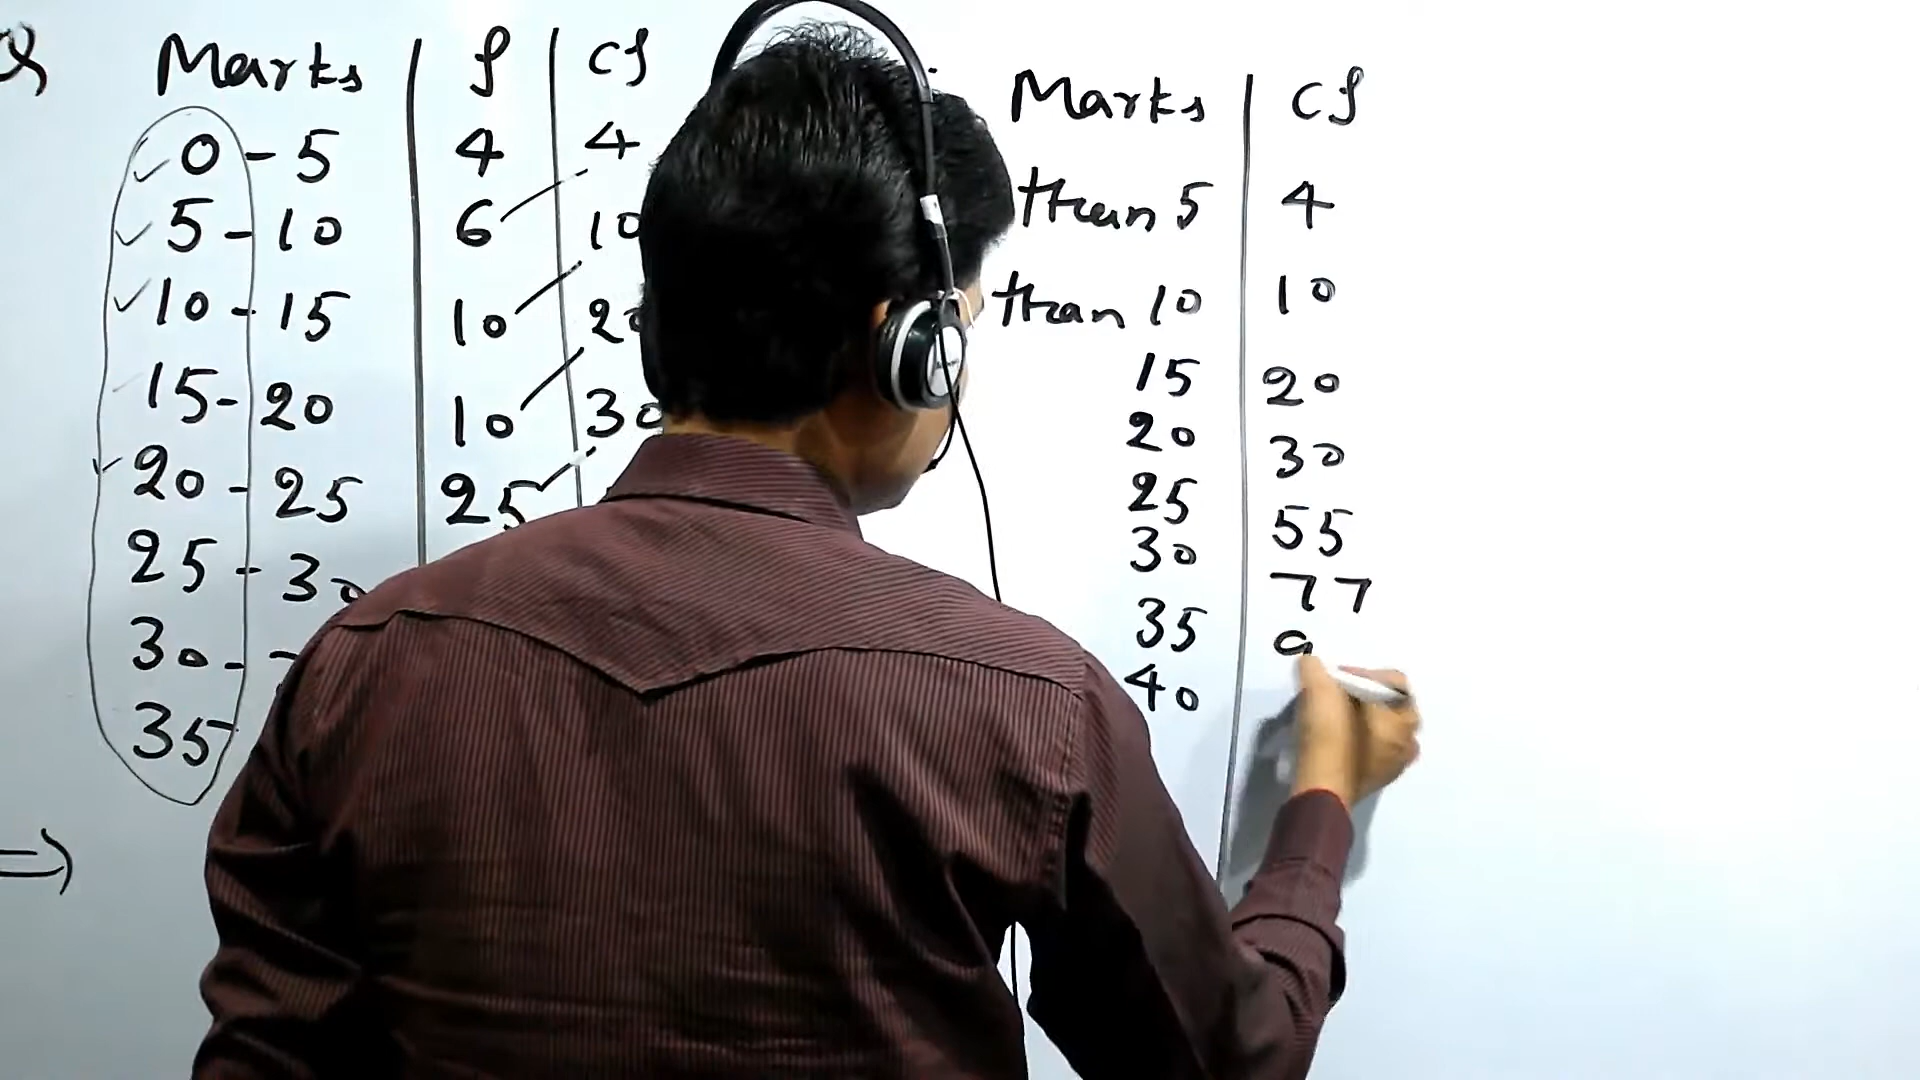 Q Marks f cf
0 - 5 4 4
5 - 10 6 10
10 - 15 10
15 - 20 10 30
20 - 25 25
25 - 30
30 -
35
⇒
Marks cf
than 5 4
than 10 10
15 20
20 30
25 55
30 77
35 9
40